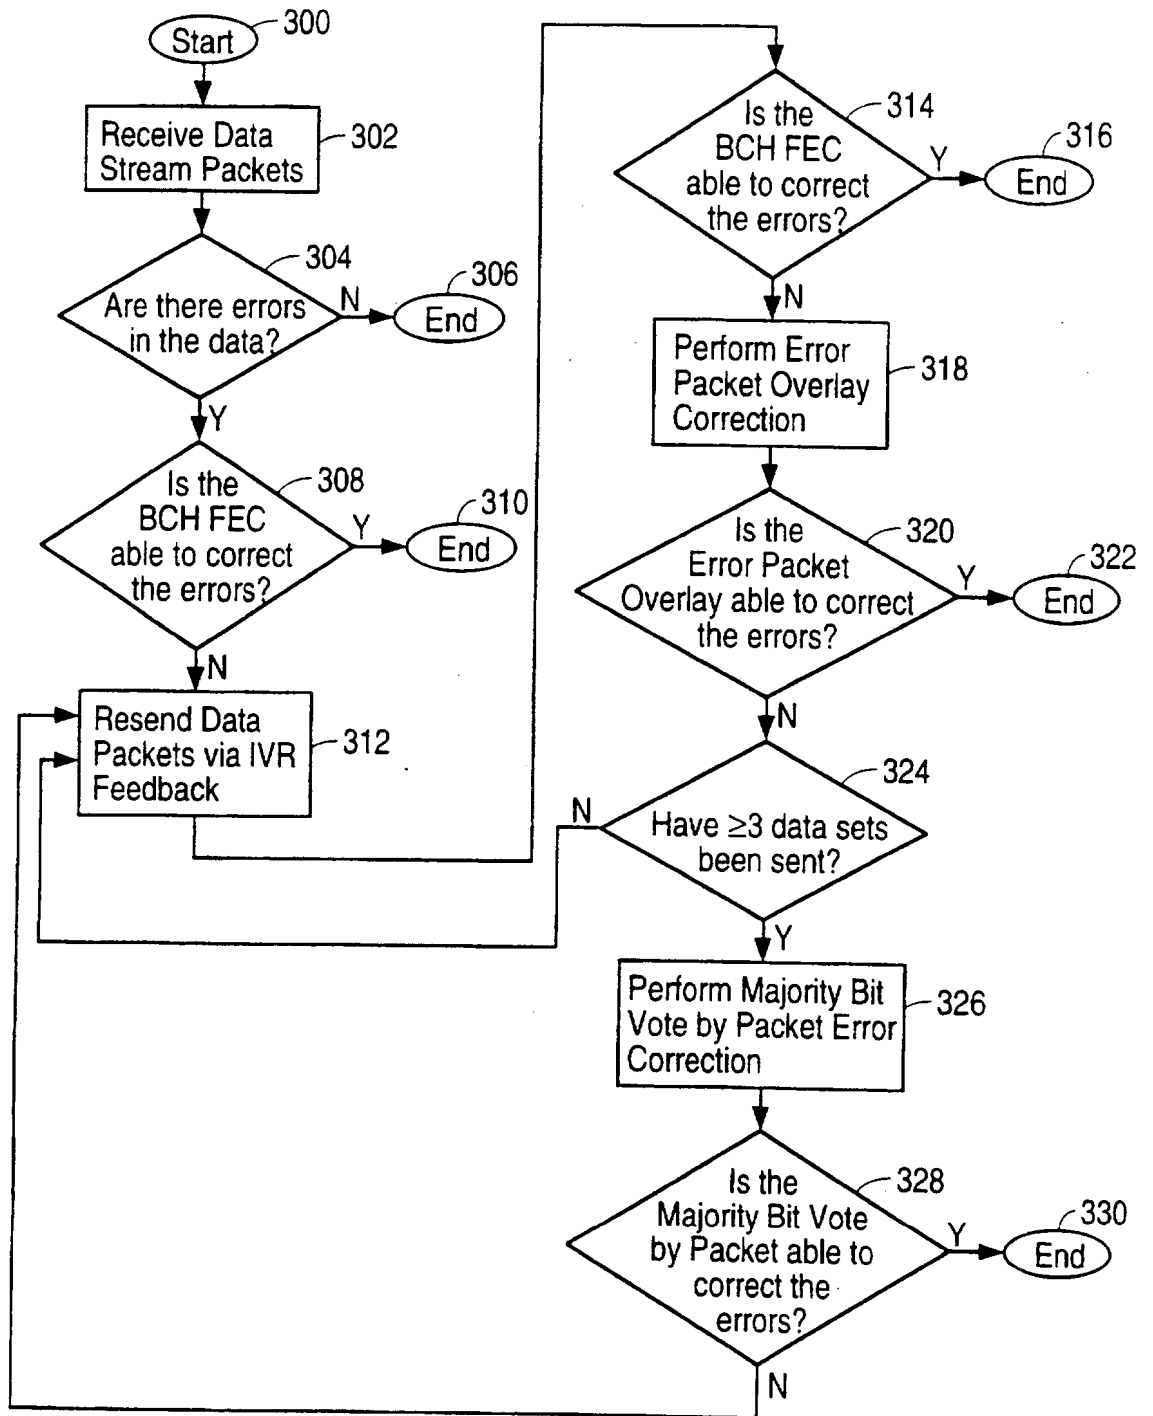 Start
300
Receive Data
Stream Packets
302
304
Are there errors
in the data?
N
306
End
Y
308
Is the
BCH FEC
able to correct
the errors?
Y
310
End
N
Resend Data
Packets via IVR
Feedback
312
314
Is the
BCH FEC
able to correct
the errors?
Y
316
End
N
Perform Error
Packet Overlay
Correction
318
320
Is the
Error Packet
Overlay able to correct
the errors?
Y
322
End
N
324
Have ≥3 data sets
been sent?
N
Y
Perform Majority Bit
Vote by Packet Error
Correction
326
328
Is the
Majority Bit Vote
by Packet able to
correct the
errors?
Y
330
End
N